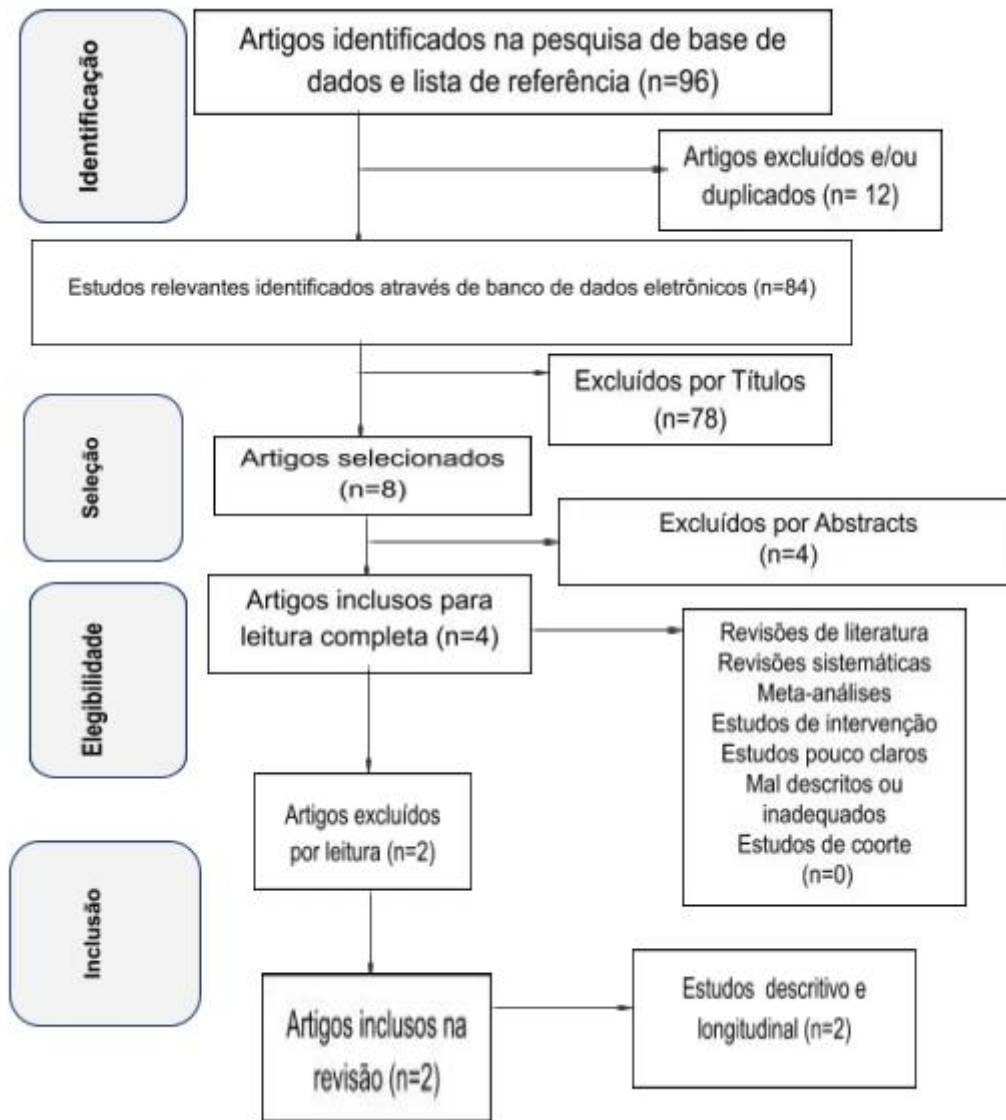 Identificação
Artigos identificados na pesquisa de base de
dados e lista de referência (n=96)
Artigos excluídos e/ou
duplicados (n= 12)
Estudos relevantes identificados através de banco de dados eletrônicos (n=84)
Seleção
Excluídos por Títulos
(n=78)
Artigos selecionados
(n=8)
Excluídos por Abstracts
(n=4)
Elegibilidade
Artigos inclusos para
leitura completa (n=4)
Revisões de literatura
Revisões sistemáticas
Meta-análises
Estudos de intervenção
Estudos pouco claros
Mal descritos ou
inadequados
Estudos de coorte
(n=0)
Artigos excluídos
por leitura (n=2)
Inclusão
Artigos inclusos na
revisão (n=2)
Estudos descritivo e
longitudinal (n=2)